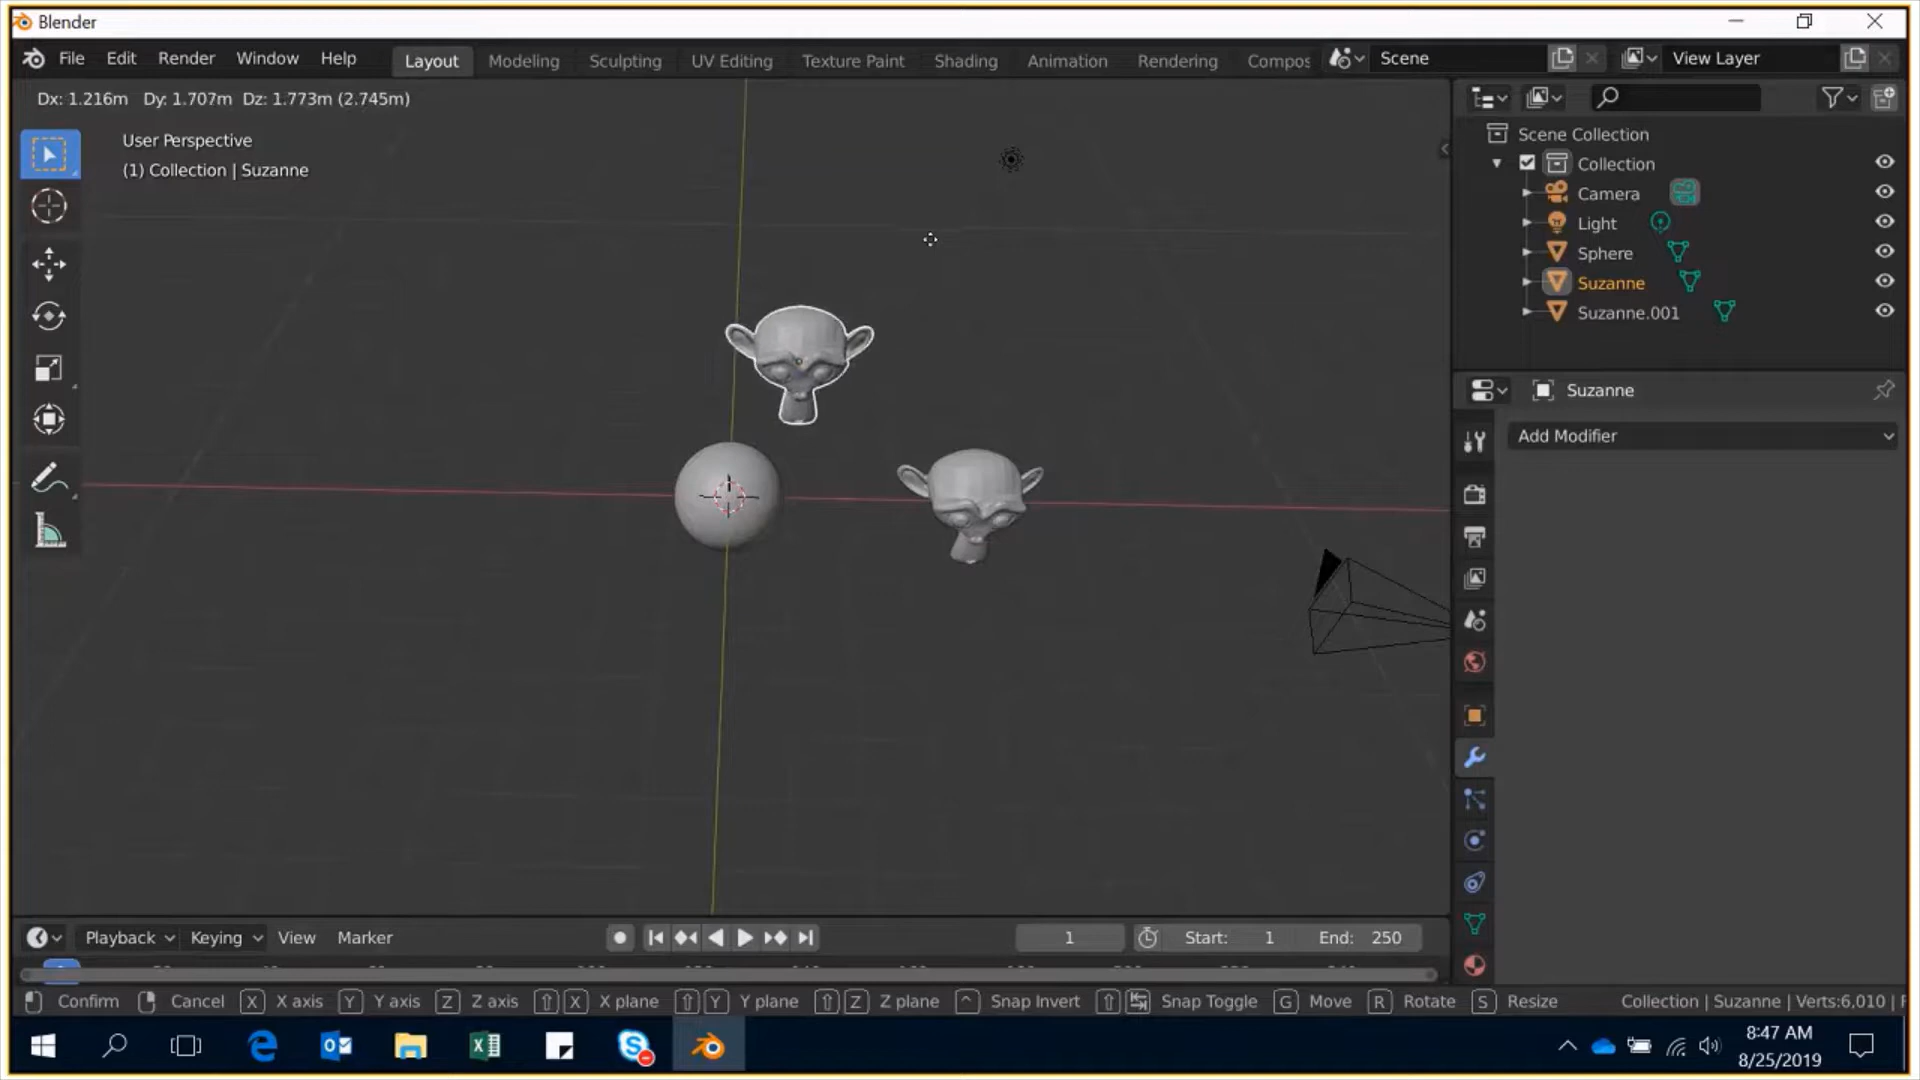 Blender
File Edit Render Window Help Layout Modeling Sculpting UV Editing Texture Paint Shading Animation Rendering Compos Scene View Layer
Dx: 1.216m Dy: 1.707m Dz: 1.773m (2.745m)
User Perspective
(1) Collection | Suzanne
Scene Collection
Collection
Camera
Light
Sphere
Suzanne
Suzanne.001
Suzanne
Add Modifier
Playback Keying View Marker 1 Start: 1 End: 250
Confirm Cancel X X axis Y Y axis Z Z axis X X plane Y Y plane Z Z plane ^ Snap Invert Snap Toggle G Move R Rotate S Resize Collection | Suzanne | Verts:6,010 | F
8:47 AM
8/25/2019